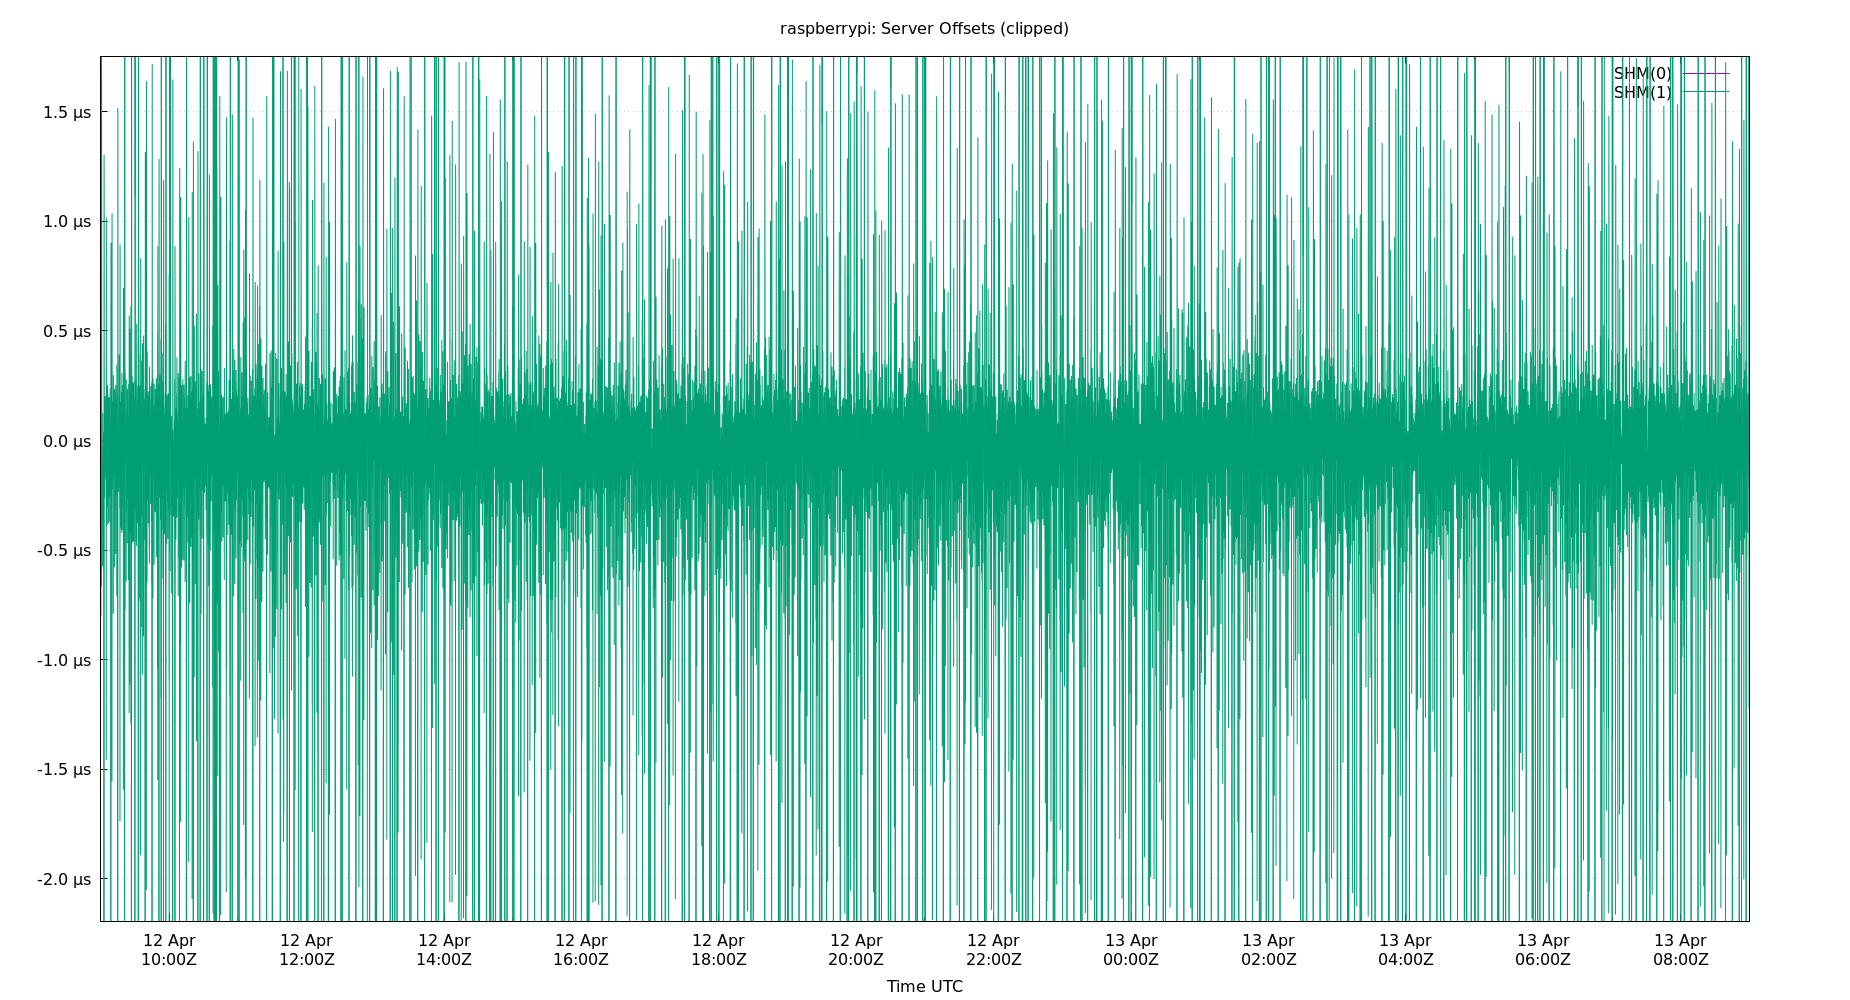 raspberrypi: Server Offsets (clipped)
SHM(0)
SHM(1)
1.5 µs
1.0 µs
0.5 µs
0.0 µs
-0.5 µs
-1.0 µs
-1.5 µs
-2.0 µs
12 Apr 12 Apr 12 Apr 12 Apr 12 Apr 12 Apr 12 Apr 13 Apr 13 Apr 13 Apr 13 Apr 13 Apr
10:00Z 12:00Z 14:00Z 16:00Z 18:00Z 20:00Z 22:00Z 00:00Z 02:00Z 04:00Z 06:00Z 08:00Z
Time UTC